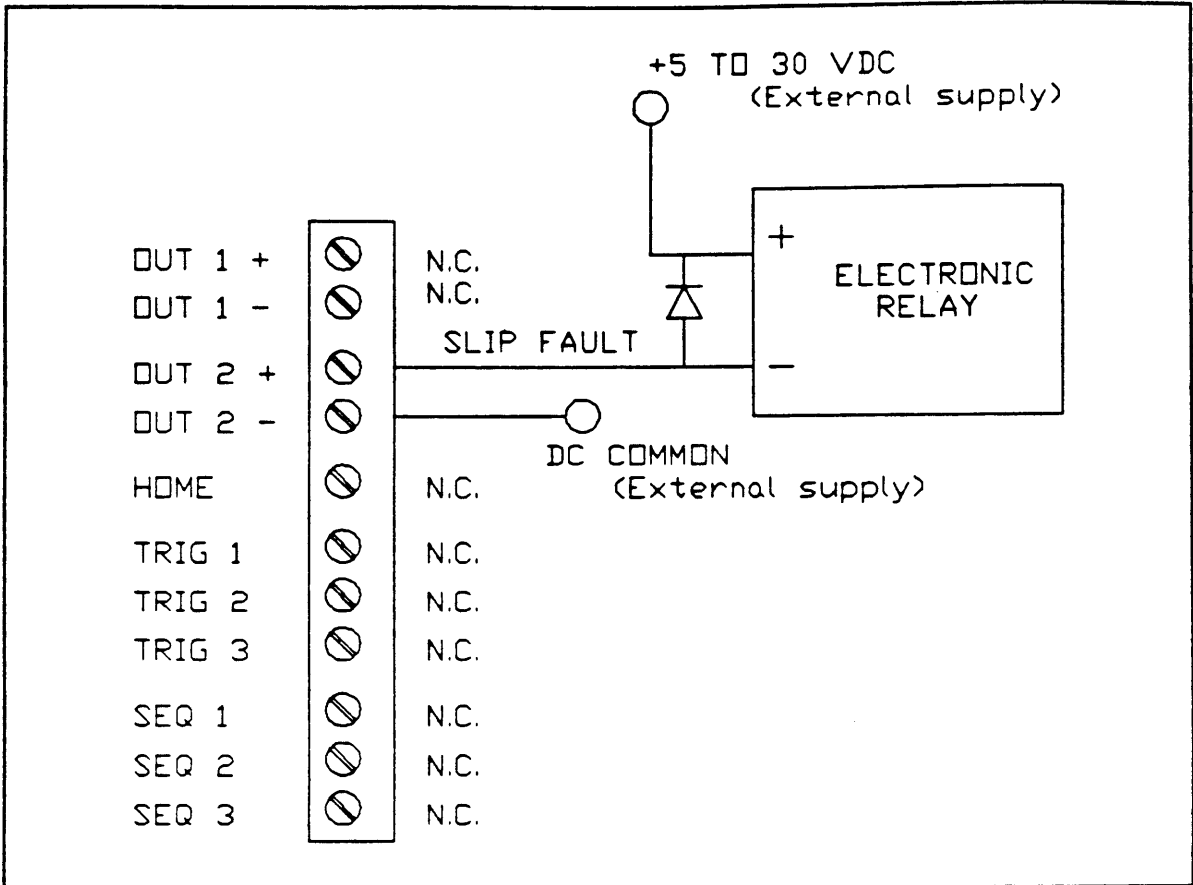 +5 TO 30 VDC
(External supply)
+
ELECTRONIC
RELAY
-
OUT 1 + N.C.
OUT 1 - N.C.
SLIP FAULT
OUT 2 +
OUT 2 -
DC COMMON
(External supply)
HOME N.C.
TRIG 1 N.C.
TRIG 2 N.C.
TRIG 3 N.C.
SEQ 1 N.C.
SEQ 2 N.C.
SEQ 3 N.C.